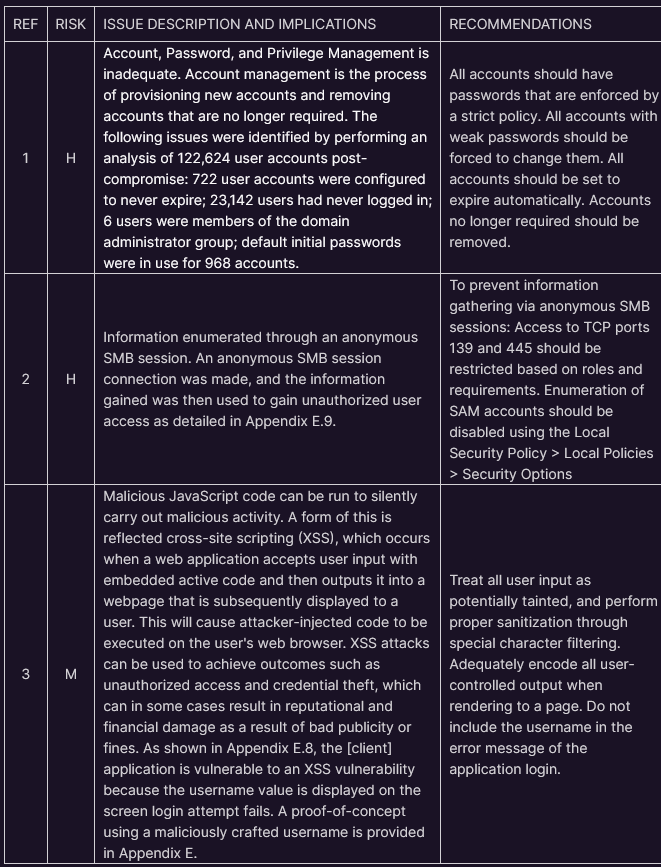 REF RISK ISSUE DESCRIPTION AND IMPLICATIONS RECOMMENDATIONS
1
H
Account, Password, and Privilege Management is
inadequate. Account management is the process
of provisioning new accounts and removing
accounts that are no longer required. The
following issues were identified by performing an
analysis of 122,624 user accounts post-
compromise: 722 user accounts were configured
to never expire; 23,142 users had never logged in;
6 users were members of the domain
administrator group; default initial passwords
were in use for 968 accounts.
All accounts should have
passwords that are enforced by
a strict policy. All accounts with
weak passwords should be
forced to change them. All
accounts should be set to
expire automatically. Accounts
no longer required should be
removed.
2
H
Information enumerated through an anonymous
SMB session. An anonymous SMB session
connection was made, and the information
gained was then used to gain unauthorized user
access as detailed in Appendix E.9.
To prevent information
gathering via anonymous SMB
sessions: Access to TCP ports
139 and 445 should be
restricted based on roles and
requirements. Enumeration of
SAM accounts should be
disabled using the Local
Security Policy > Local Policies
> Security Options
3
M
Malicious JavaScript code can be run to silently
carry out malicious activity. A form of this is
reflected cross-site scripting (XSS), which occurs
when a web application accepts user input with
embedded active code and then outputs it into a
webpage that is subsequently displayed to a
user. This will cause attacker-injected code to be
executed on the user's web browser. XSS attacks
can be used to achieve outcomes such as
unauthorized access and credential theft, which
can in some cases result in reputational and
financial damage as a result of bad publicity or
fines. As shown in Appendix E.8, the [client]
application is vulnerable to an XSS vulnerability
because the username value is displayed on the
screen login attempt fails. A proof-of-concept
using a maliciously crafted username is provided
in Appendix E.
Treat all user input as
potentially tainted, and perform
proper sanitization through
special character filtering.
Adequately encode all user-
controlled output when
rendering to a page. Do not
include the username in the
error message of the
application login.